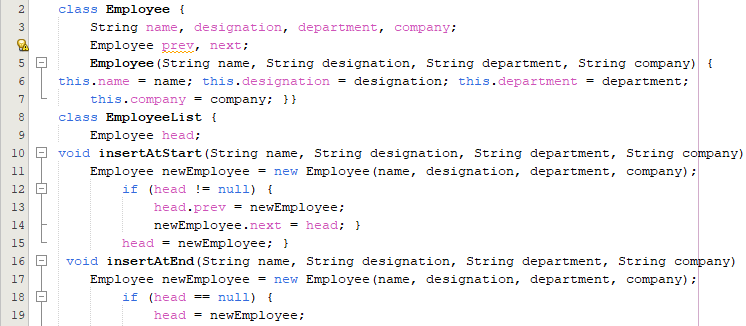 2 class Employee {
3 String name, designation, department, company;
Employee prev, next;
5 Employee(String name, String designation, String department, String company) {
6 this.name = name; this.designation = designation; this.department = department;
7 this.company = company; }}
8 class EmployeeList {
9 Employee head;
10 void insertAtStart(String name, String designation, String department, String company)
11 Employee newEmployee = new Employee(name, designation, department, company);
12 if (head != null) {
13 head.prev = newEmployee;
14 newEmployee.next = head; }
15 head = newEmployee; }
16 void insertAtEnd(String name, String designation, String department, String company)
17 Employee newEmployee = new Employee(name, designation, department, company);
18 if (head == null) {
19 head = newEmployee;